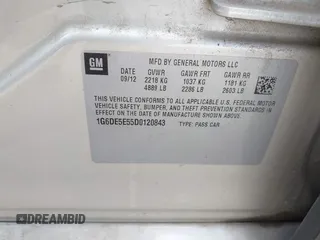 GM
MFD BY GENERAL MOTORS LLC
DATE GVWR GAWR FRT GAWR RR
09/12 2218 KG 1037 KG 1181 KG
4889 LB 2286 LB 2603 LB
THIS VEHICLE CONFORMS TO ALL APPLICABLE U.S. FEDERAL MOTOR
VEHICLE SAFETY, BUMPER, AND THEFT PREVENTION STANDARDS
IN EFFECT ON THE DATE OF MANUFACTURE SHOWN ABOVE.
1G6DE5E55D0120843 TYPE: PASS CAR
DREAMBID